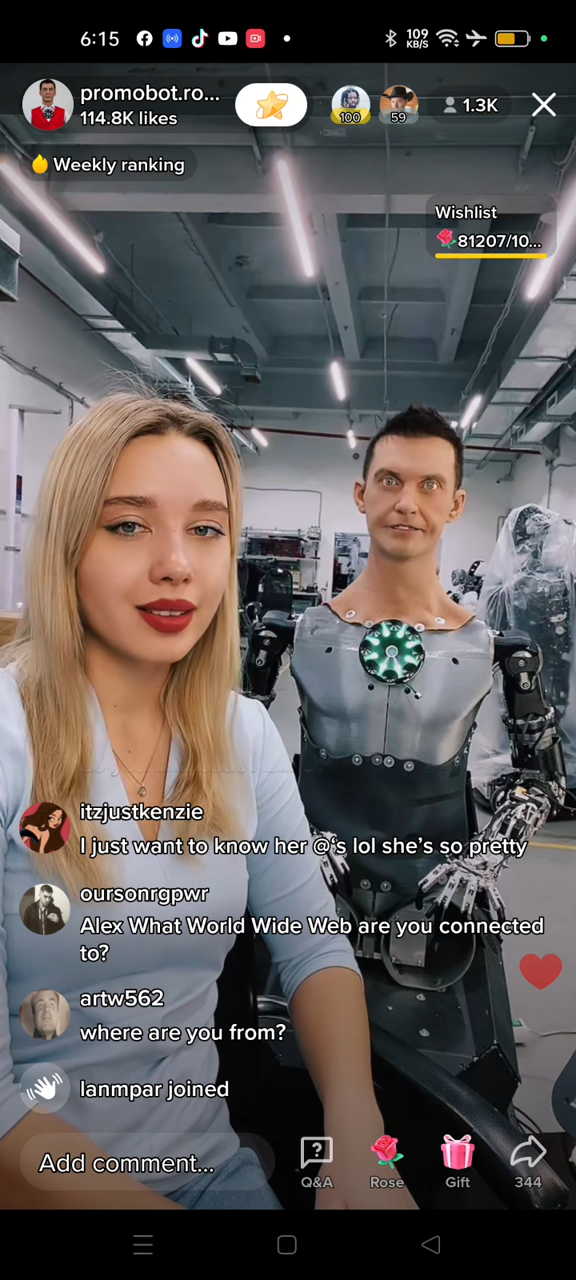 6:15
109
KB/S
promobot.ro...
114.8K likes
100
59
1.3K
Weekly ranking
Wishlist
81207/10...
itzjustkenzie
I just want to know her @'s lol she's so pretty
oursonrgpwr
Alex What World Wide Web are you connected
to?
artw562
where are you from?
lanmpar joined
Add comment...
Q&A
Rose
Gift
344